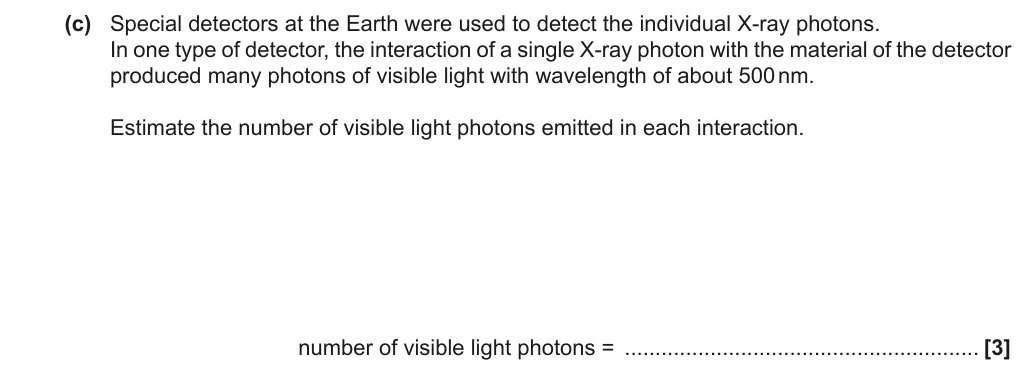 (c) Special detectors at the Earth were used to detect the individual X-ray photons.
In one type of detector, the interaction of a single X-ray photon with the material of the detector
produced many photons of visible light with wavelength of about 500 nm.
Estimate the number of visible light photons emitted in each interaction.
number of visible light photons = .......................................................... [3]